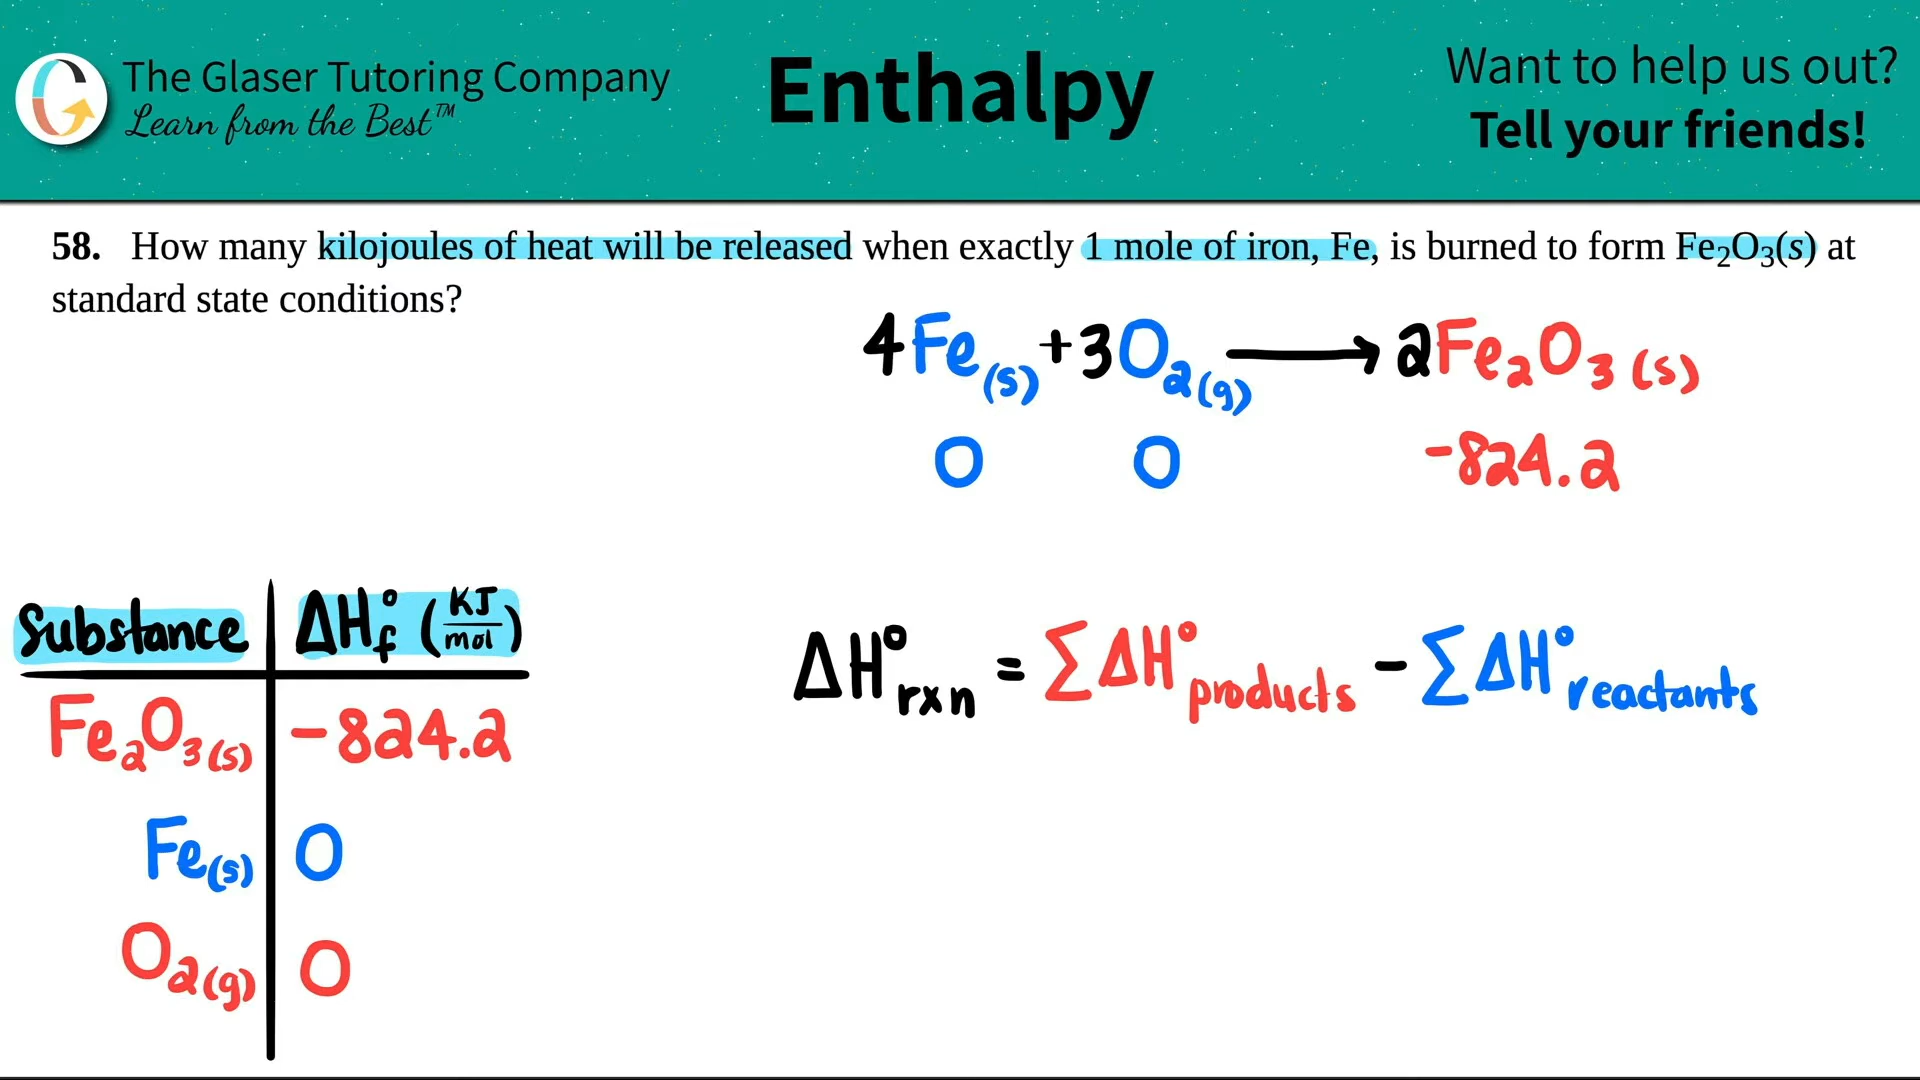 The Glaser Tutoring Company
Learn from the Best™
Enthalpy
Want to help us out?
Tell your friends!
58. How many kilojoules of heat will be released when exactly 1 mole of iron, Fe, is burned to form Fe₂O₃(s) at
standard state conditions?
4Fe(s) + 3O₂(g) ⟶ 2Fe₂O₃(s)
0 0 -824.2
Substance ΔH°f (KJ/mol)
Fe₂O₃(s) -824.2
Fe(s) 0
O₂(g) 0
ΔH°rxn = ΣΔH°products - ΣΔH°reactants